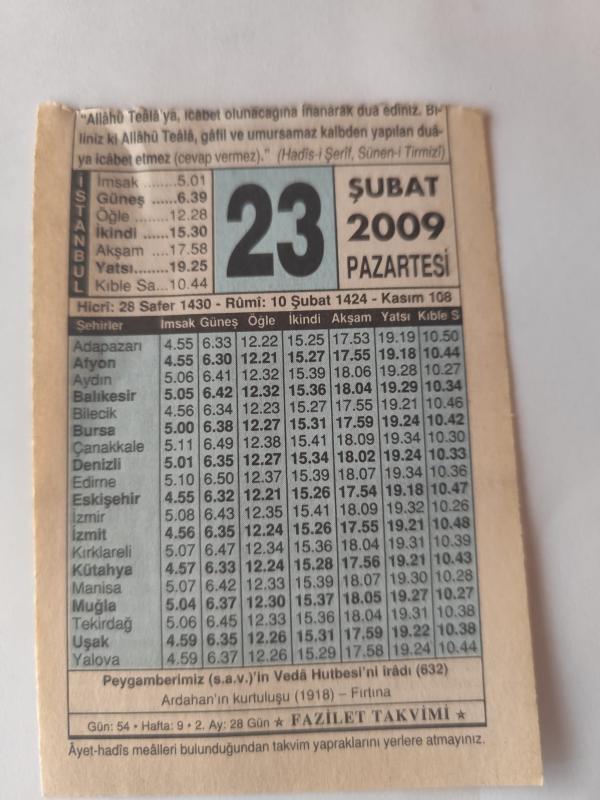 "Allâhü Teâlâ'ya, icâbet olunacağına inanarak duâ ediniz. Bi-
liniz ki Allâhü Teâlâ, gâfil ve umursamaz kalbden yapılan duâ-
ya icâbet etmez (cevap vermez)." (Hadîs-i Şerîf, Sünen-i Tirmizî)
İSTANBUL
İmsak ........5.01
Güneş ......6.39
Öğle ........12.28
İkindi ......15.30
Akşam ....17.58
Yatsı........19.25
Kıble Sa...10.44
23
ŞUBAT
2009
PAZARTESİ
Hicrî: 28 Safer 1430 - Rûmî: 10 Şubat 1424 - Kasım 108
Şehirler İmsak Güneş Öğle İkindi Akşam Yatsı Kıble S
Adapazarı 4.55 6.33 12.22 15.25 17.53 19.19 10.50
Afyon 4.55 6.30 12.21 15.27 17.55 19.18 10.44
Aydın 5.06 6.41 12.32 15.39 18.06 19.28 10.27
Balıkesir 5.05 6.42 12.32 15.36 18.04 19.29 10.34
Bilecik 4.56 6.34 12.23 15.27 17.55 19.21 10.46
Bursa 5.00 6.38 12.27 15.31 17.59 19.24 10.42
Çanakkale 5.11 6.49 12.38 15.41 18.09 19.34 10.30
Denizli 5.01 6.35 12.27 15.34 18.02 19.24 10.33
Edirne 5.10 6.50 12.37 15.39 18.07 19.34 10.36
Eskişehir 4.55 6.32 12.21 15.26 17.54 19.18 10.47
İzmir 5.08 6.43 12.35 15.41 18.09 19.32 10.26
İzmit 4.56 6.35 12.24 15.26 17.55 19.21 10.48
Kırklareli 5.07 6.47 12.34 15.36 18.04 19.31 10.39
Kütahya 4.57 6.33 12.24 15.28 17.56 19.21 10.43
Manisa 5.07 6.42 12.33 15.39 18.07 19.30 10.28
Muğla 5.04 6.37 12.30 15.37 18.05 19.27 10.27
Tekirdağ 5.06 6.45 12.33 15.36 18.04 19.31 10.38
Uşak 4.59 6.35 12.26 15.31 17.59 19.22 10.38
Yalova 4.59 6.37 12.26 15.29 17.58 19.24 10.44
Peygamberimiz (s.a.v.)'in Vedâ Hutbesi'ni îrâdı (632)
Ardahan'ın kurtuluşu (1918) – Fırtına
Gün: 54 • Hafta: 9 • 2. Ay: 28 Gün ★ FAZİLET TAKVİMİ ★
Âyet-hadîs meâlleri bulunduğundan takvim yapraklarını yerlere atmayınız.